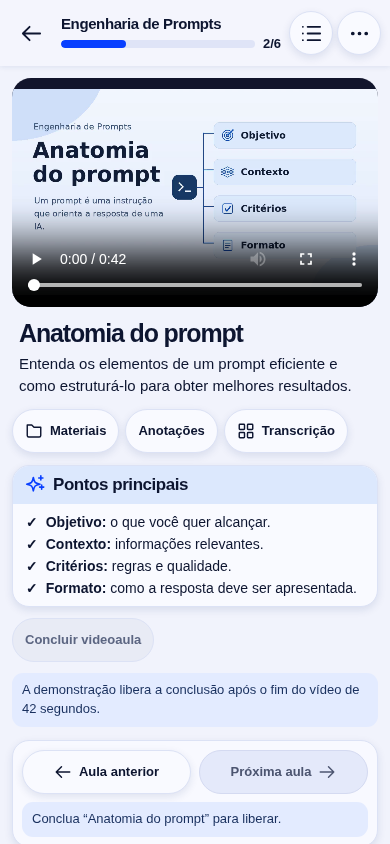 Engenharia de Prompts
2/6
Engenharia de Prompts
Anatomia
do prompt
Um prompt é uma instrução
que orienta a resposta de uma
IA.
Objetivo
Contexto
Critérios
Formato
0:00 / 0:42
Anatomia do prompt
Entenda os elementos de um prompt eficiente e
como estruturá-lo para obter melhores resultados.
Materiais
Anotações
Transcrição
Pontos principais
✓ Objetivo: o que você quer alcançar.
✓ Contexto: informações relevantes.
✓ Critérios: regras e qualidade.
✓ Formato: como a resposta deve ser apresentada.
Concluir videoaula
A demonstração libera a conclusão após o fim do vídeo de
42 segundos.
Aula anterior
Próxima aula
Conclua “Anatomia do prompt” para liberar.